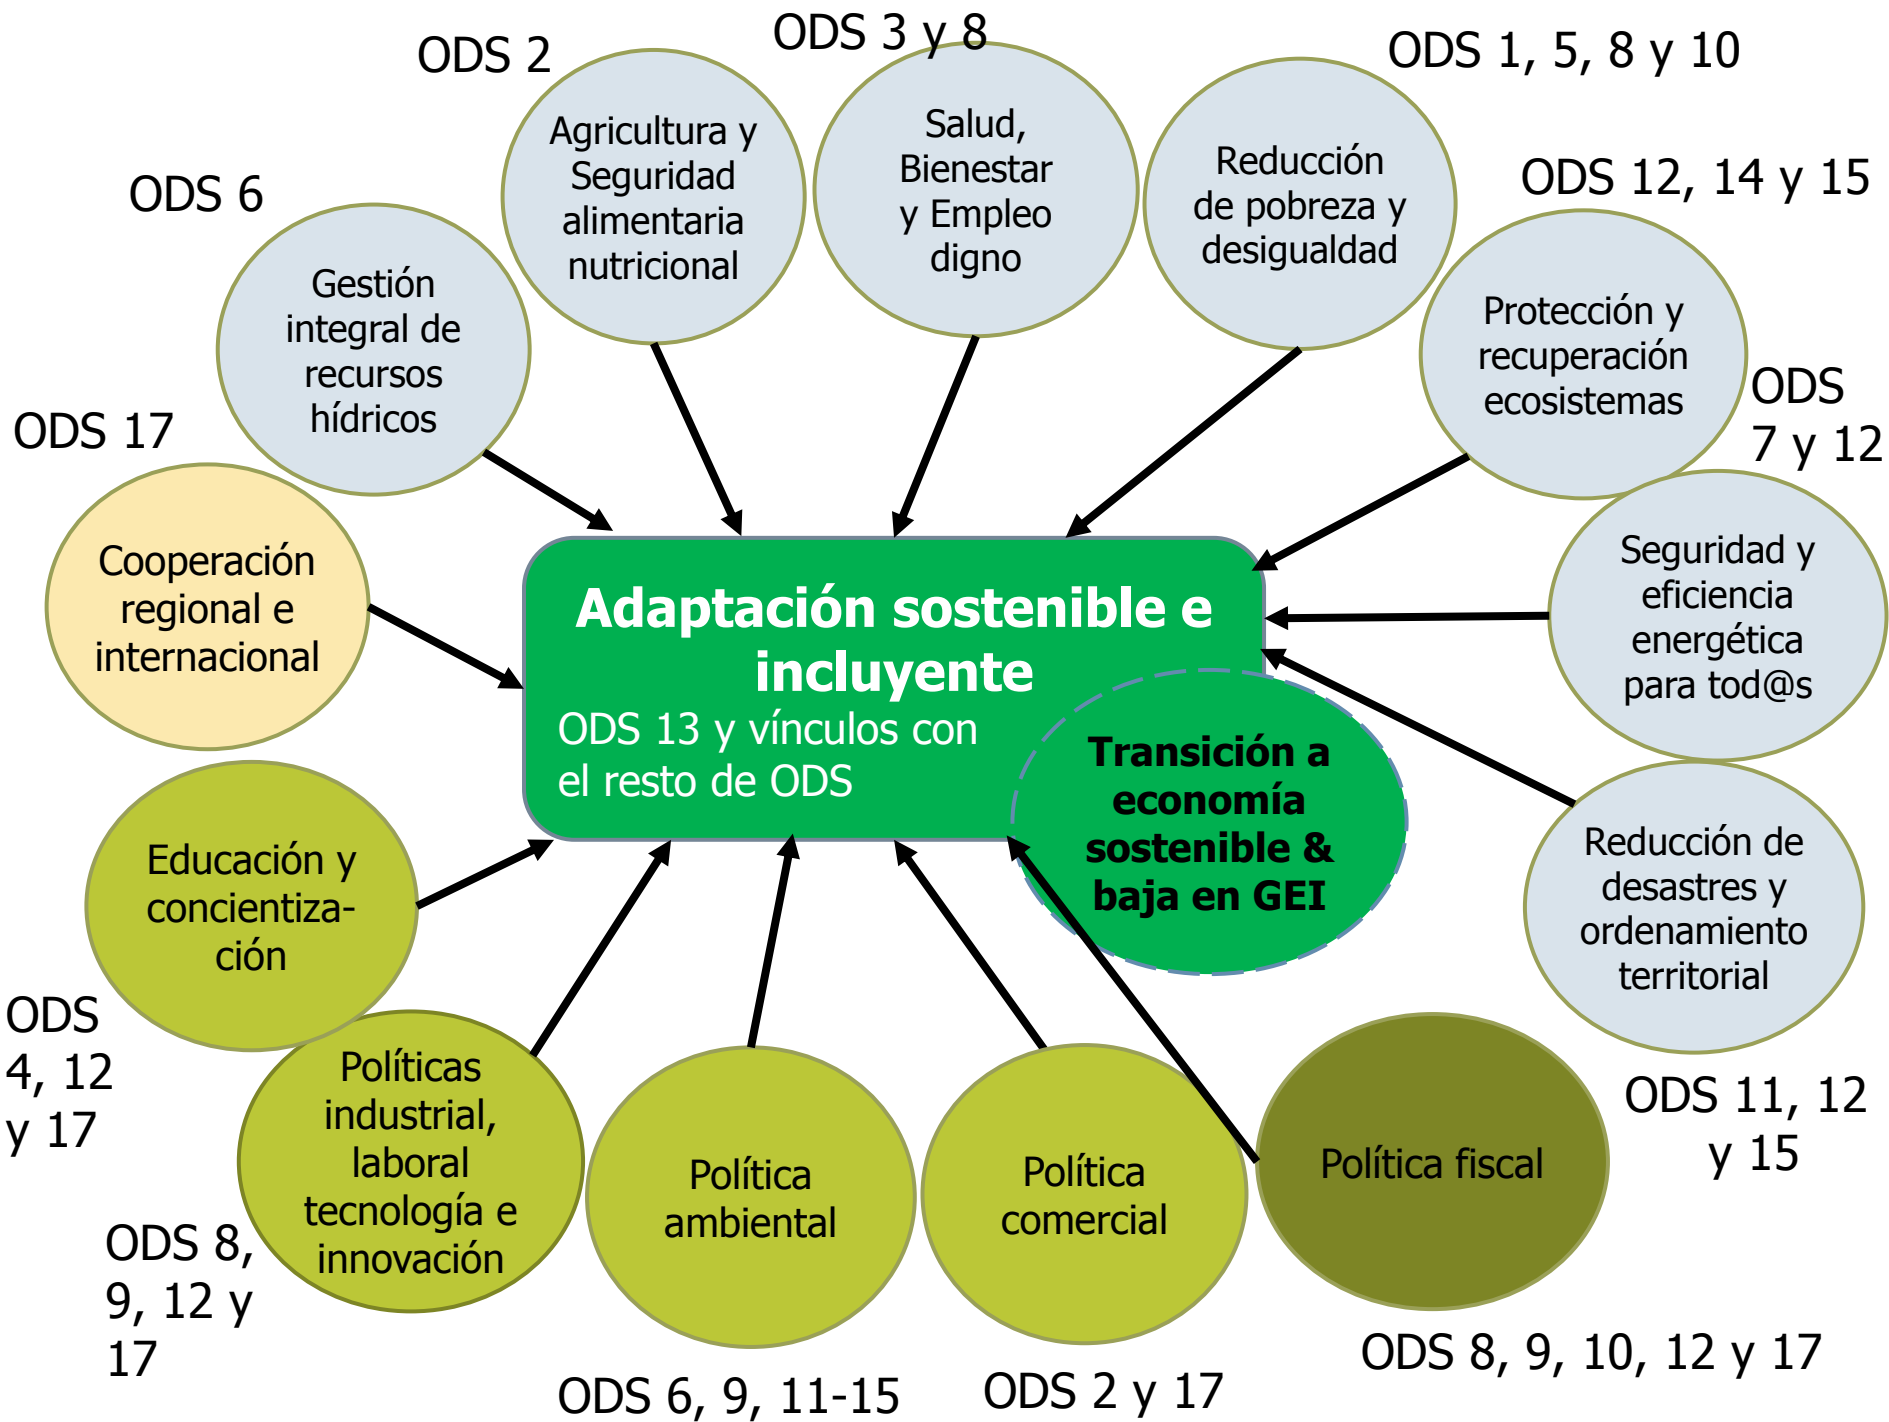 ODS 3 y 8
ODS 2
ODS 1, 5, 8 y 10
Agricultura y
Seguridad
alimentaria
nutricional
Salud,
Bienestar
y Empleo
digno
Reducción
de pobreza y
desigualdad
ODS 12, 14 y 15
ODS 6
Gestión
integral de
recursos
hídricos
Protección y
recuperación
ecosistemas
ODS
7 y 12
ODS 17
Cooperación
regional e
internacional
Seguridad y
eficiencia
energética
para tod@s
Adaptación sostenible e
incluyente
ODS 13 y vínculos con
el resto de ODS
Transición a
economía
sostenible &
baja en GEI
Educación y
concientiza-
ción
Reducción de
desastres y
ordenamiento
territorial
ODS
4, 12
y 17
Políticas
industrial,
laboral
tecnología e
innovación
Política
ambiental
Política
comercial
Política fiscal
ODS 11, 12
y 15
ODS 8,
9, 12 y
17
ODS 6, 9, 11-15
ODS 2 y 17
ODS 8, 9, 10, 12 y 17